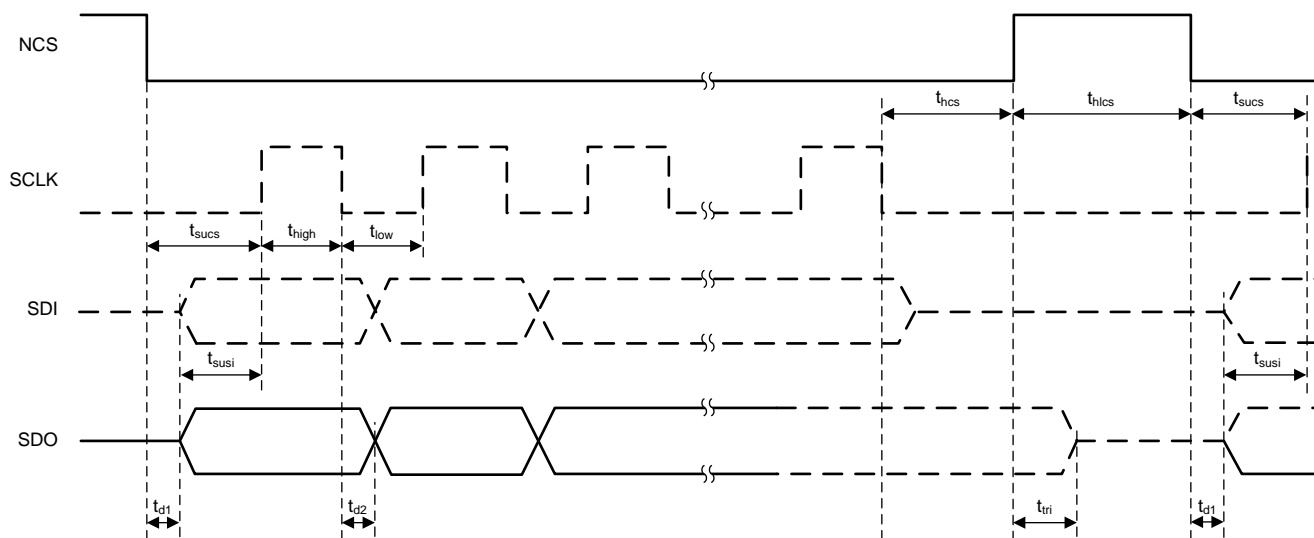 NCS
t_hcs t_hlcs t_sucs
SCLK
t_sucs t_high t_low
SDI
t_susi t_susi
SDO
t_d1 t_d2 t_tri t_d1